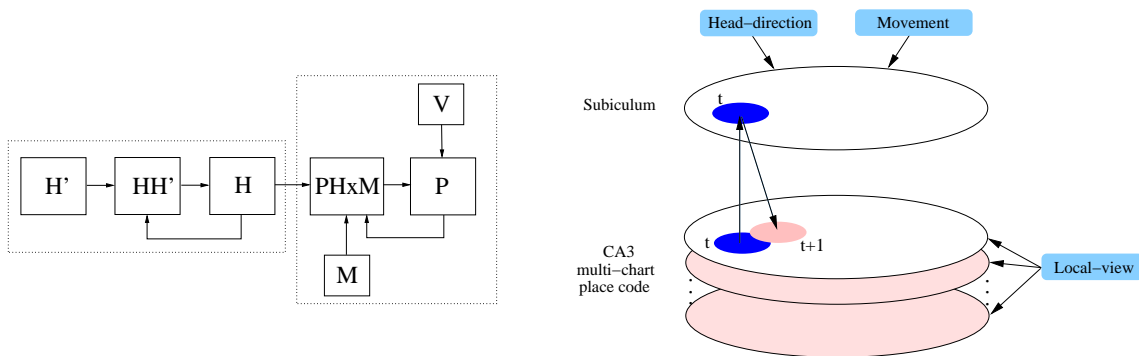 H'
HH'
H
PHxM
P
V
M
Head-direction
Movement
Subiculum
t
t
t+1
CA3
multi-chart
place code
Local-view